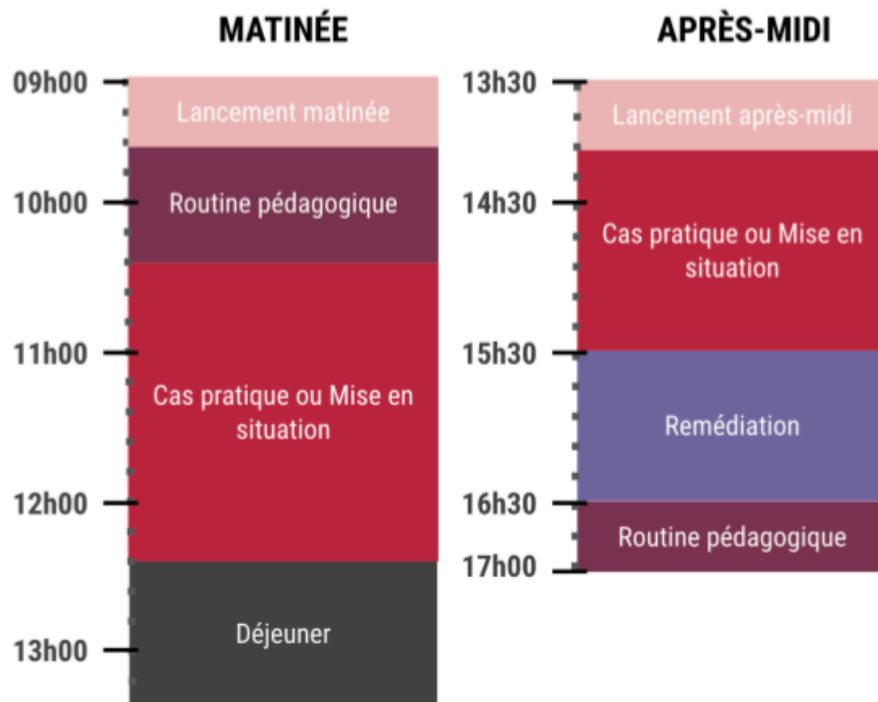 MATINÉE
09h00
Lancement matinée
10h00
Routine pédagogique
11h00
Cas pratique ou Mise en
situation
12h00
Déjeuner
13h00
APRÈS-MIDI
13h30
Lancement après-midi
14h30
Cas pratique ou Mise en
situation
15h30
Remédiation
16h30
Routine pédagogique
17h00